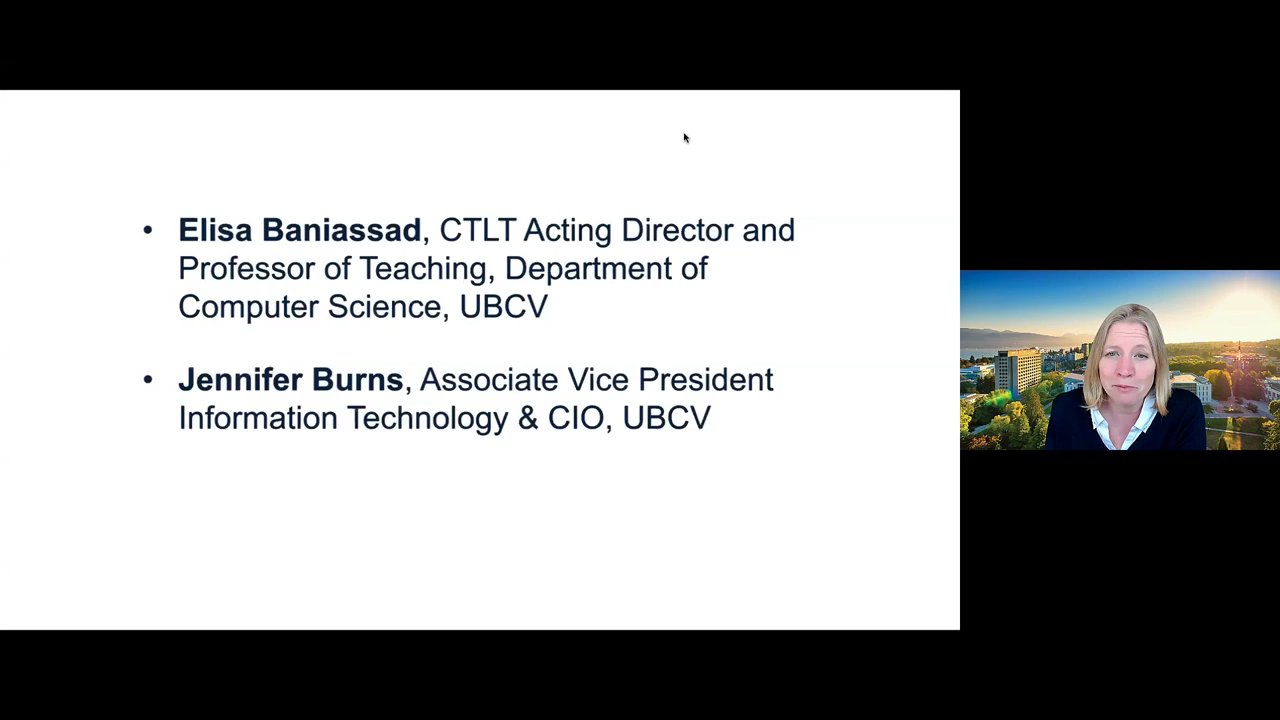 • Elisa Baniassad, CTLT Acting Director and
Professor of Teaching, Department of
Computer Science, UBCV
• Jennifer Burns, Associate Vice President
Information Technology & CIO, UBCV